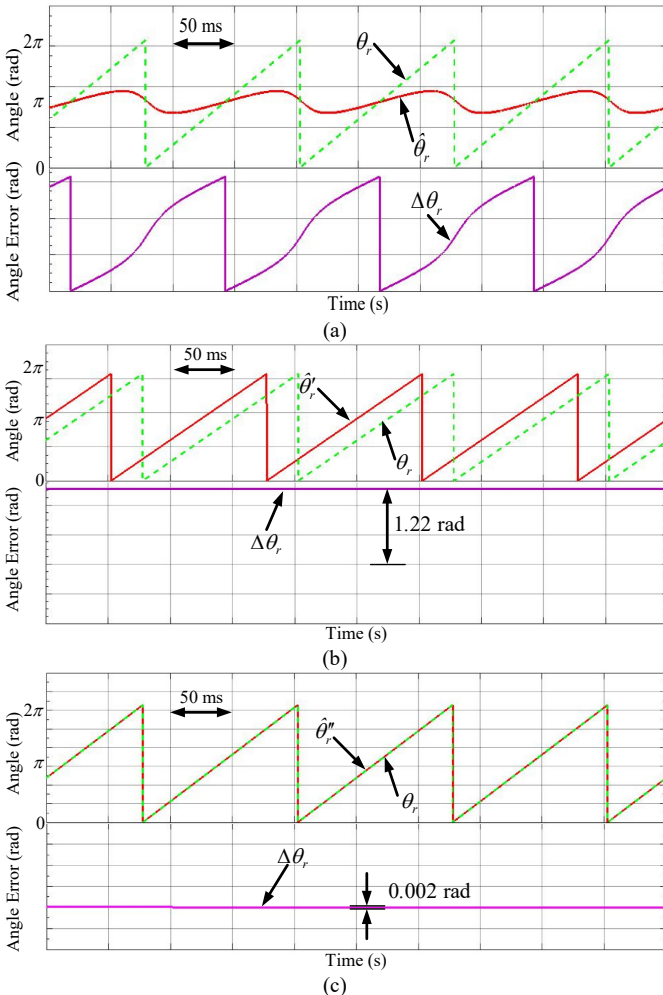 50 ms
2π
π
0
Angle (rad)
θr
θ̂r
Angle Error (rad)
Δθr
Time (s)
(a)
50 ms
2π
π
0
Angle (rad)
θ̂′r
θr
Angle Error (rad)
Δθr
1.22 rad
Time (s)
(b)
50 ms
2π
π
0
Angle (rad)
θ̂″r
θr
Angle Error (rad)
Δθr
0.002 rad
Time (s)
(c)